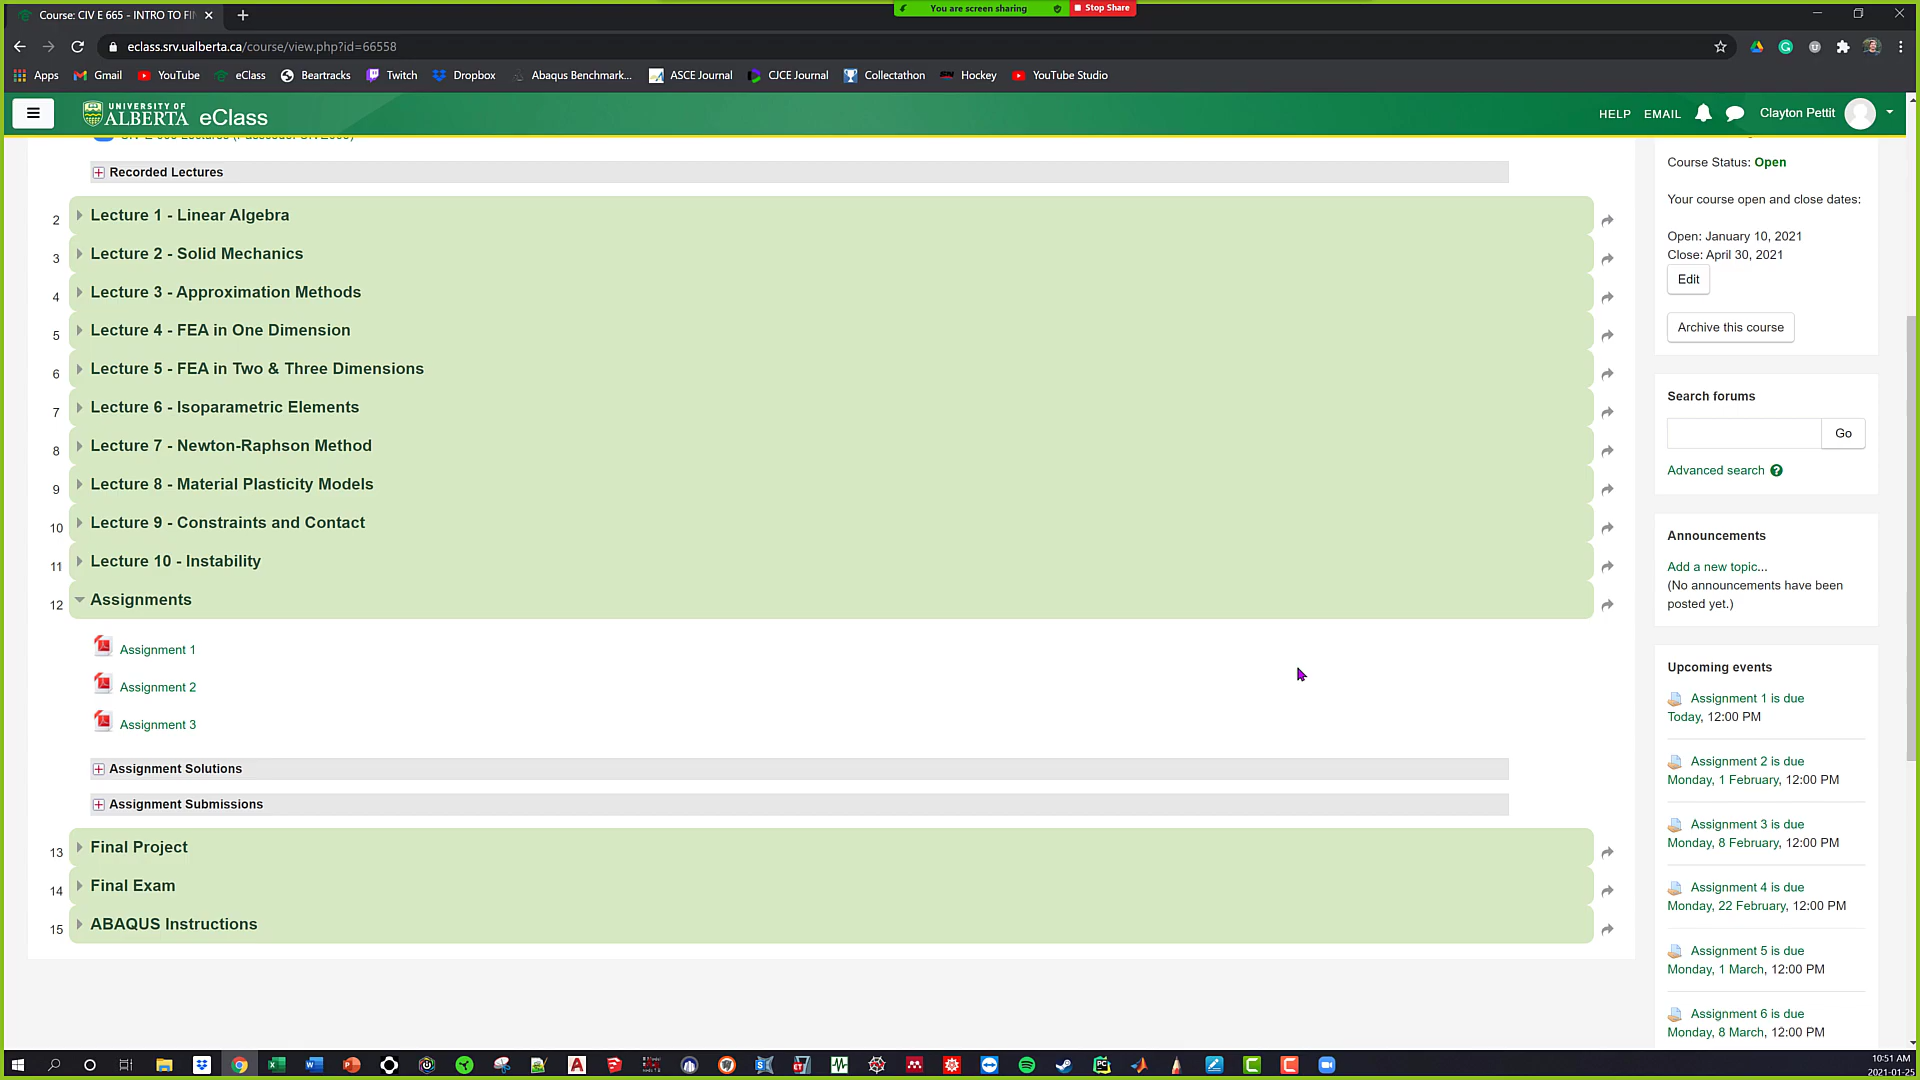 Course: CIV E 665 - INTRO TO FI
You are screen sharing
Stop Share
eclass.srv.ualberta.ca/course/view.php?id=66558
Apps
Gmail
YouTube
eClass
Beartracks
Twitch
Dropbox
Abaqus Benchmark...
ASCE Journal
CJCE Journal
Collectathon
Hockey
YouTube Studio
UNIVERSITY OF
ALBERTA
eClass
HELP
EMAIL
Clayton Pettit
Recorded Lectures
2 Lecture 1 - Linear Algebra
3 Lecture 2 - Solid Mechanics
4 Lecture 3 - Approximation Methods
5 Lecture 4 - FEA in One Dimension
6 Lecture 5 - FEA in Two & Three Dimensions
7 Lecture 6 - Isoparametric Elements
8 Lecture 7 - Newton-Raphson Method
9 Lecture 8 - Material Plasticity Models
10 Lecture 9 - Constraints and Contact
11 Lecture 10 - Instability
12 Assignments
Assignment 1
Assignment 2
Assignment 3
Assignment Solutions
Assignment Submissions
13 Final Project
14 Final Exam
15 ABAQUS Instructions
Course Status: Open
Your course open and close dates:
Open: January 10, 2021
Close: April 30, 2021
Edit
Archive this course
Search forums
Go
Advanced search
Announcements
Add a new topic...
(No announcements have been
posted yet.)
Upcoming events
Assignment 1 is due
Today, 12:00 PM
Assignment 2 is due
Monday, 1 February, 12:00 PM
Assignment 3 is due
Monday, 8 February, 12:00 PM
Assignment 4 is due
Monday, 22 February, 12:00 PM
Assignment 5 is due
Monday, 1 March, 12:00 PM
Assignment 6 is due
Monday, 8 March, 12:00 PM
10:51 AM
2021-01-25